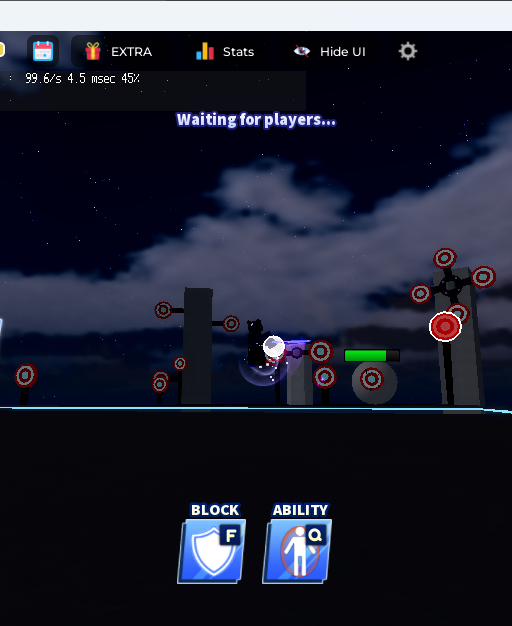 EXTRA
Stats
Hide UI
: 99.6/s 4.5 msec 45%
Waiting for players...
BLOCK
ABILITY
F
Q